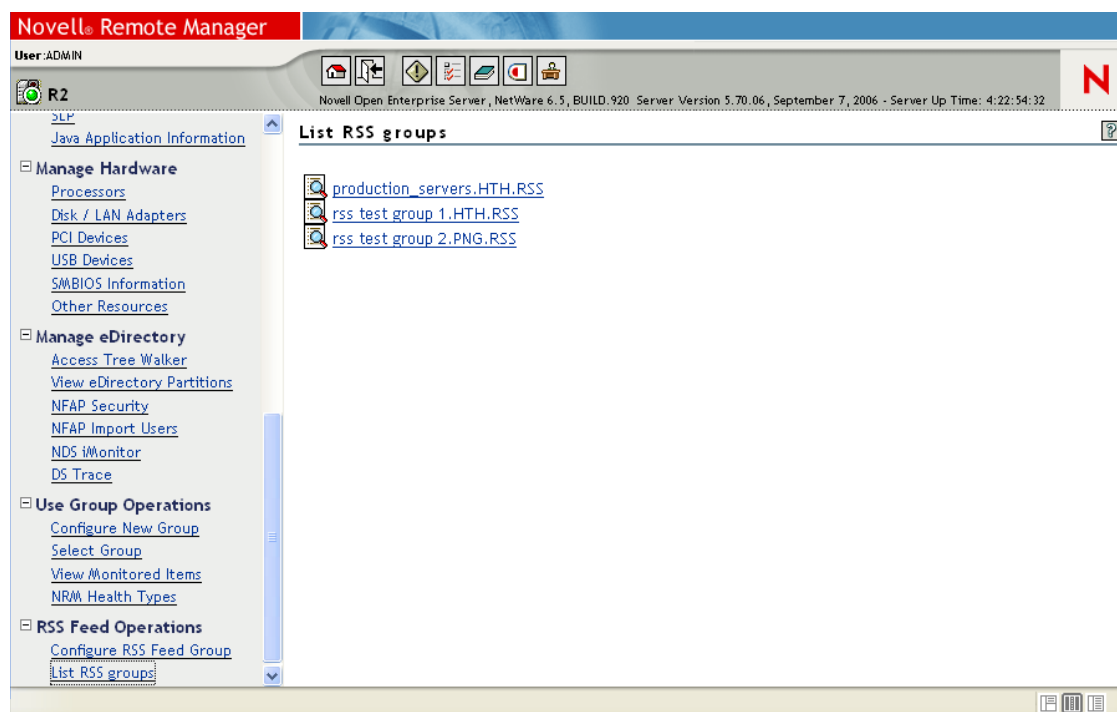 Novell® Remote Manager
User:ADMIN
R2
Novell Open Enterprise Server, NetWare 6.5, BUILD.920 Server Version 5.70.06, September 7, 2006 - Server Up Time: 4:22:54:32
N
SLP
Java Application Information
Manage Hardware
Processors
Disk / LAN Adapters
PCI Devices
USB Devices
SMBIOS Information
Other Resources
Manage eDirectory
Access Tree Walker
View eDirectory Partitions
NFAP Security
NFAP Import Users
NDS iMonitor
DS Trace
Use Group Operations
Configure New Group
Select Group
View Monitored Items
NRM Health Types
RSS Feed Operations
Configure RSS Feed Group
List RSS groups
List RSS groups
?
production_servers.HTH.RSS
rss test group 1.HTH.RSS
rss test group 2.PNG.RSS